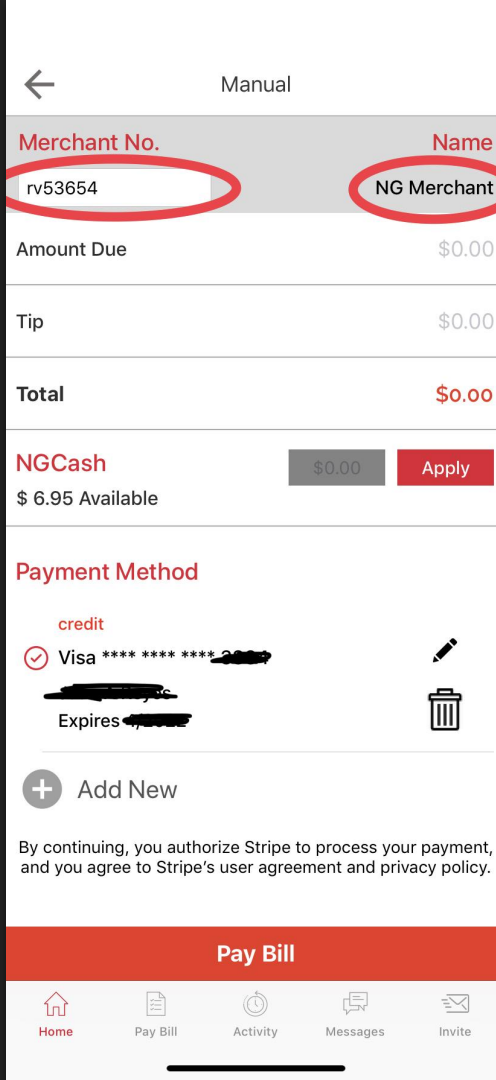 Manual
Merchant No. Name
rv53654 NG Merchant
Amount Due $0.00
Tip $0.00
Total $0.00
NGCash $0.00 Apply
$ 6.95 Available
Payment Method
credit
Visa **** **** ****
Expires
Add New
By continuing, you authorize Stripe to process your payment,
and you agree to Stripe's user agreement and privacy policy.
Pay Bill
Home Pay Bill Activity Messages Invite